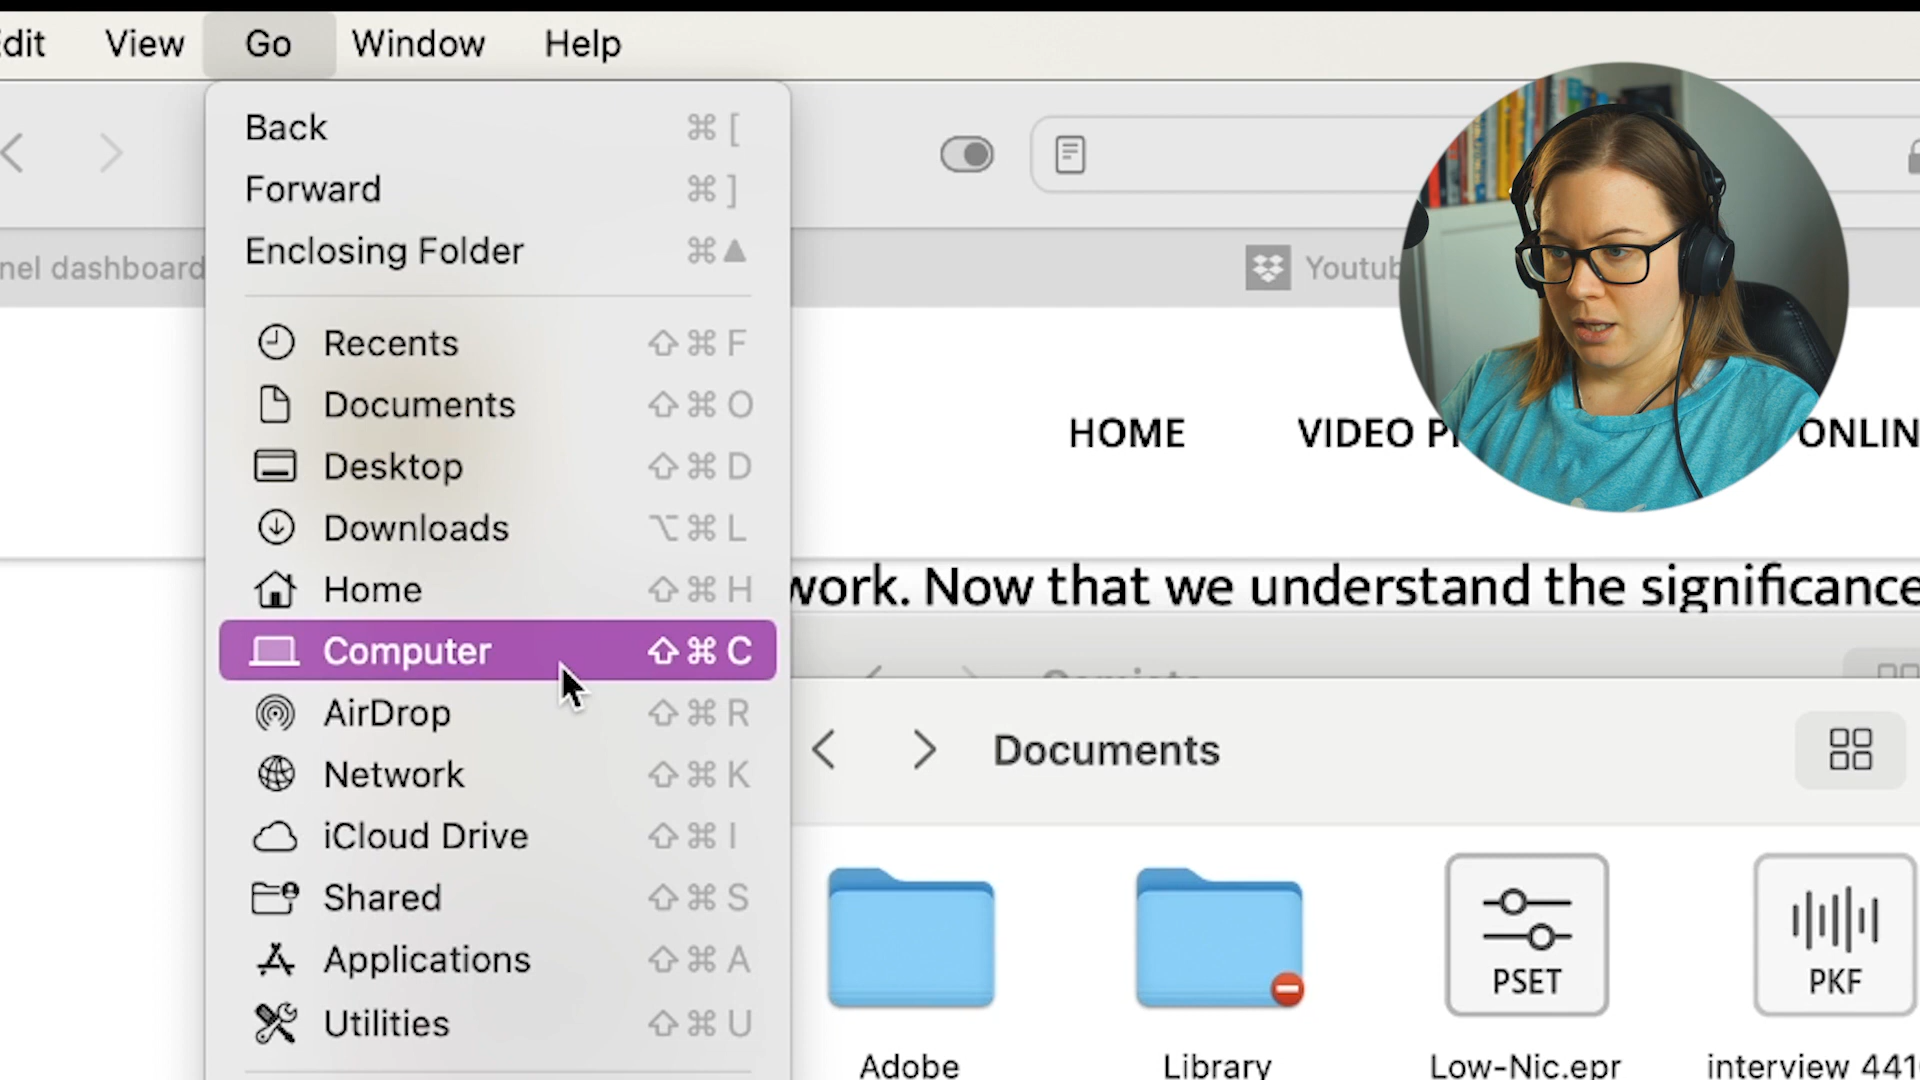 View Go Window Help
Back ⌘ [
Forward ⌘ ]
Enclosing Folder ⌘ ▲
nel dashboard
Recents ⇧ ⌘ F
Documents ⇧ ⌘ O
Desktop ⇧ ⌘ D
Downloads ⌥ ⌘ L
Home ⇧ ⌘ H
Computer ⇧ ⌘ C
AirDrop ⇧ ⌘ R
Network ⇧ ⌘ K
iCloud Drive ⇧ ⌘ I
Shared ⇧ ⌘ S
Applications ⇧ ⌘ A
Utilities ⇧ ⌘ U
Youtub
HOME VIDEO P ONLIN
work. Now that we understand the significance
Documents
PSET PKF
Adobe Library Low-Nic.epr interview 441